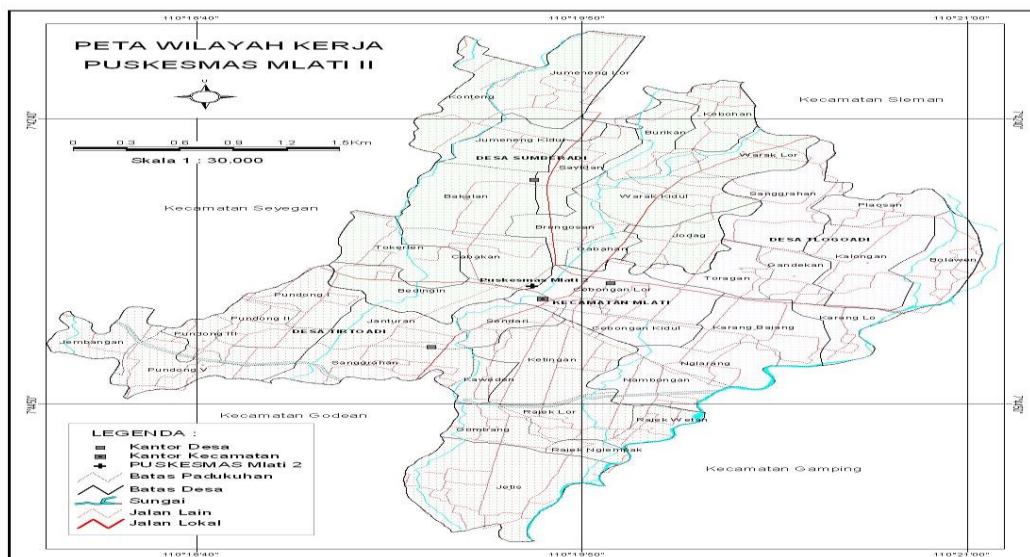 110°18'40"
110°19'50"
110°21'00"
PETA WILAYAH KERJA
PUSKESMAS MLATI II
U
0 0.3 0.6 0.9 1.2 1.5Km
Skala 1 : 30.000
Kecamatan Sleman
Kecamatan Seyegan
Kecamatan Godean
Kecamatan Gamping
Jumeneng Lor
Konteng
Jumeneng Kidul
Burikan
Kebohan
DESA SUMBERADI
Sayidan
Warak Lor
Sanggrahan
Bakalan
Warak Kidul
Plaosan
Brengosan
Jodag
DESA TLOGOADI
Tokerten
Cabakan
Gabahan
Kalongan
Gandekan
Bolawen
Toragan
Puskesmas Mlati 2
Bedingin
Cebongan Lor
Pundong I
KECAMATAN MLATI
Pundong II
Janturan
Sendari
Cebongan Kidul
Karang Bajang
Karang Lo
DESA TIRTOADI
Pundong III
Jembangan
Sanggrahan
Ketingan
Nglarang
Pundong V
Kawedan
Nambongan
Rajek Lor
Rajek Wetan
Gombang
Rajek Nglempak
Jetis
LEGENDA :
Kantor Desa
Kantor Kecamatan
PUSKESMAS Mlati 2
Batas Padukuhan
Batas Desa
Sungai
Jalan Lain
Jalan Lokal
110°18'40"
110°19'50"
110°21'00"